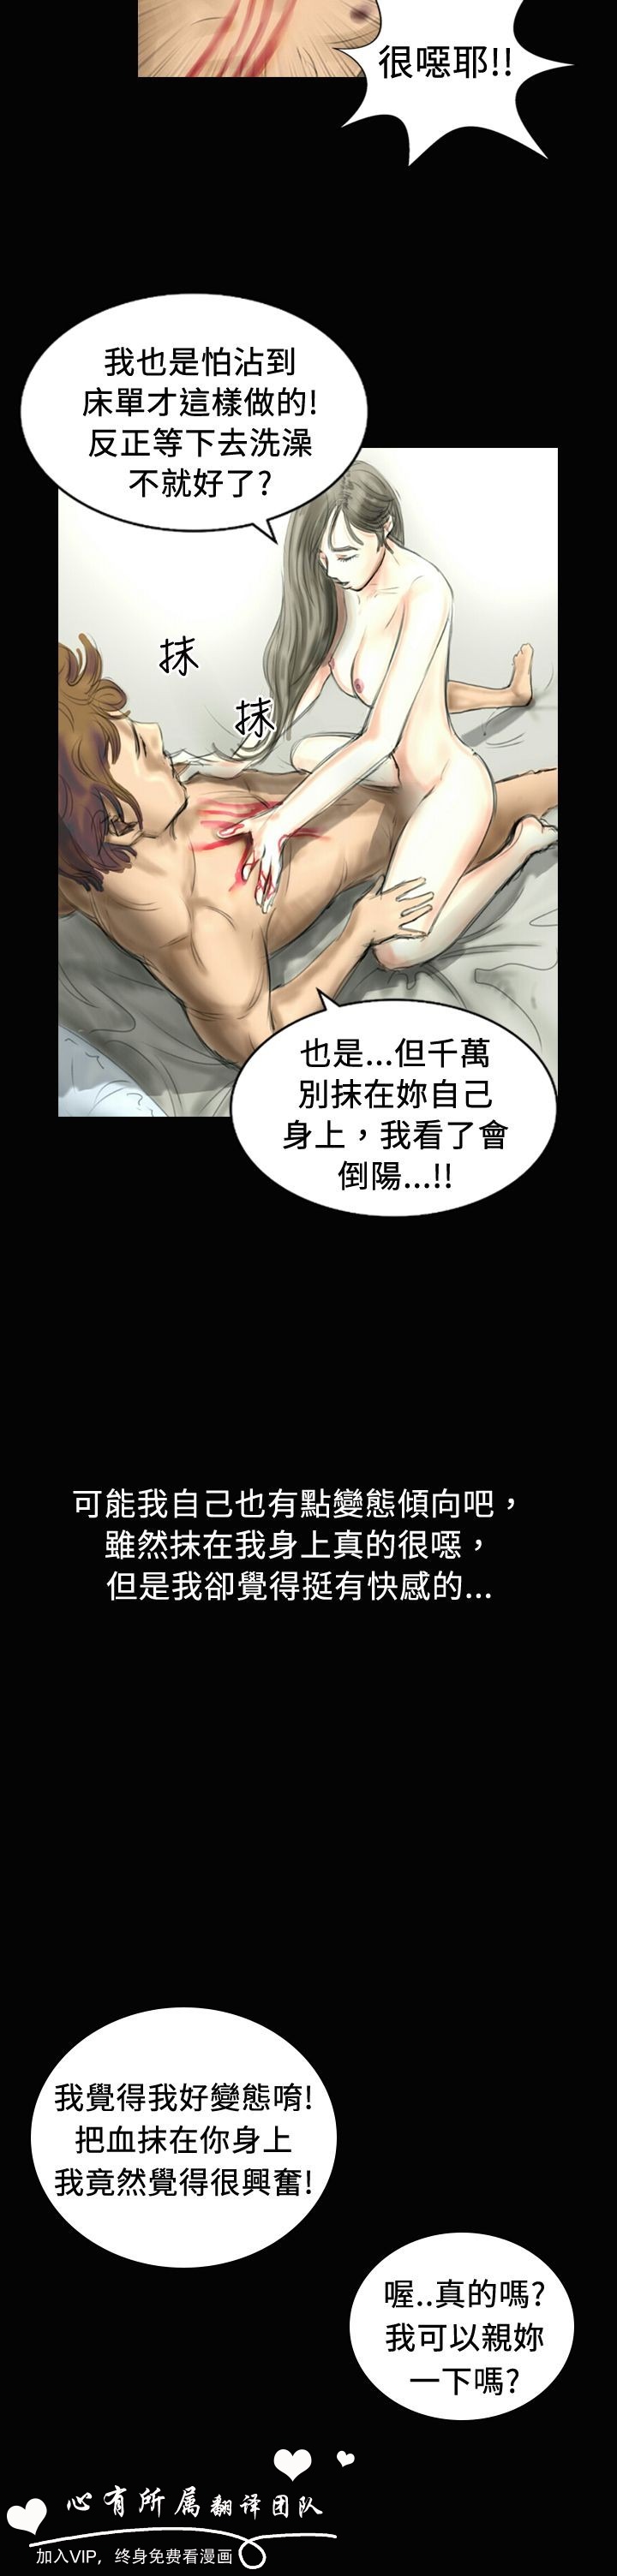 很噁耶!!
我也是怕沾到
床單才這樣做的!
反正等下去洗澡
不就好了?
抹
抹
也是...但千萬
別抹在妳自己
身上，我看了會
倒陽...!!
可能我自己也有點變態傾向吧，
雖然抹在我身上真的很噁，
但是我卻覺得挺有快感的...
我覺得我好變態唷!
把血抹在你身上
我竟然覺得很興奮!
喔..真的嗎?
我可以親妳
一下嗎?
心有所属翻译团队
加入VIP，终身免费看漫画